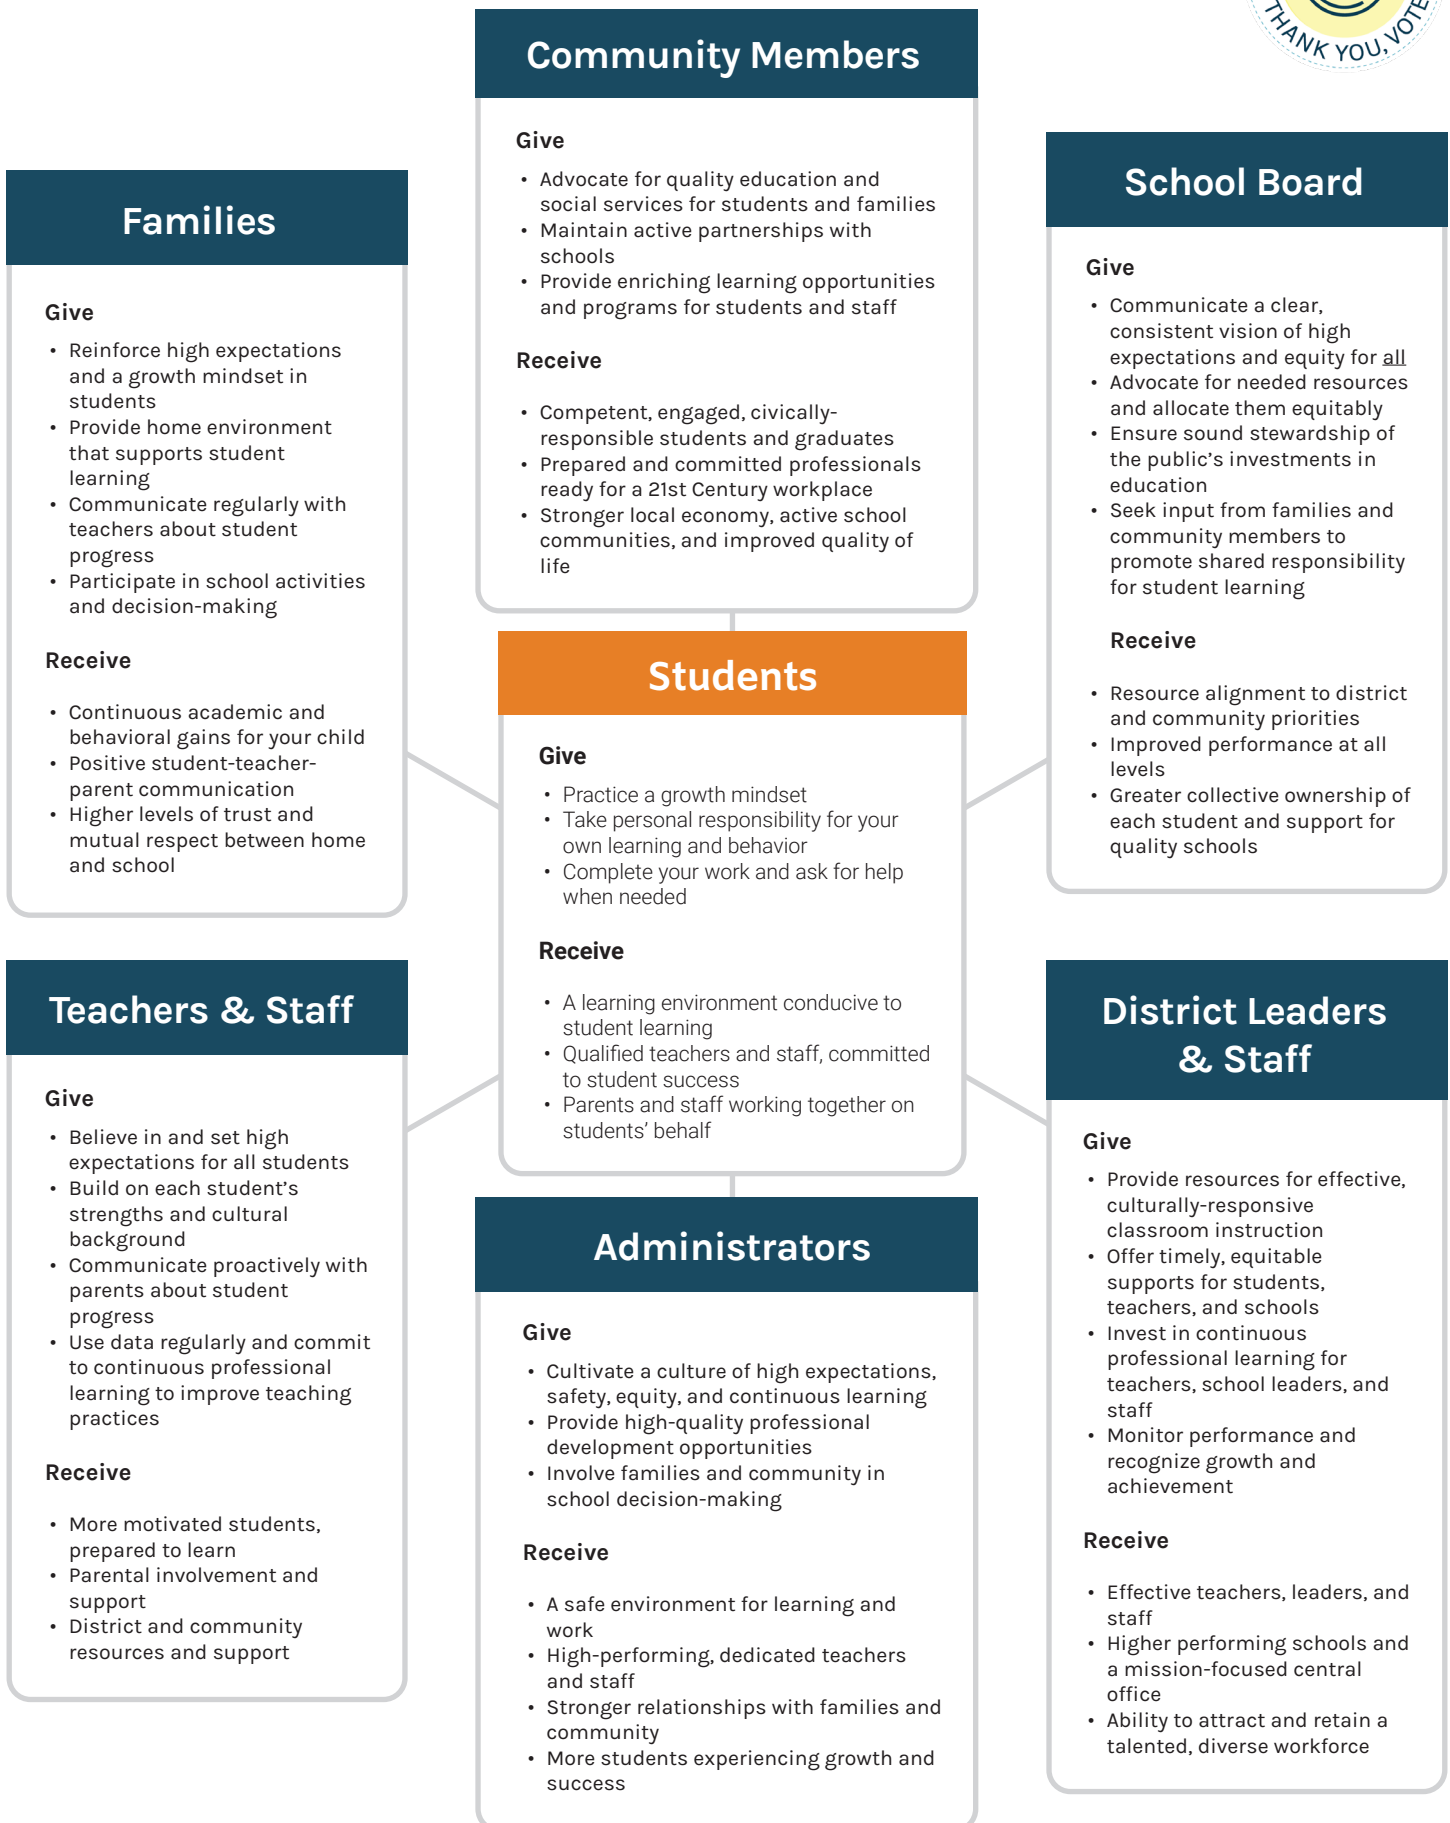 THANK YOU,
Community Members
Give
• Advocate for quality education and
social services for students and families
• Maintain active partnerships with
schools
• Provide enriching learning opportunities
and programs for students and staff
Receive
• Competent, engaged, civically-
responsible students and graduates
• Prepared and committed professionals
ready for a 21st Century workplace
• Stronger local economy, active school
communities, and improved quality of
life
Families
Give
• Reinforce high expectations
and a growth mindset in
students
• Provide home environment
that supports student
learning
• Communicate regularly with
teachers about student
progress
• Participate in school activities
and decision-making
Receive
• Continuous academic and
behavioral gains for your child
• Positive student-teacher-
parent communication
• Higher levels of trust and
mutual respect between home
and school
School Board
Give
• Communicate a clear,
consistent vision of high
expectations and equity for all
• Advocate for needed resources
and allocate them equitably
• Ensure sound stewardship of
the public's investments in
education
• Seek input from families and
community members to
promote shared responsibility
for student learning
Receive
• Resource alignment to district
and community priorities
• Improved performance at all
levels
• Greater collective ownership of
each student and support for
quality schools
Students
Give
• Practice a growth mindset
• Take personal responsibility for your
own learning and behavior
• Complete your work and ask for help
when needed
Receive
• A learning environment conducive to
student learning
• Qualified teachers and staff, committed
to student success
• Parents and staff working together on
students' behalf
Teachers & Staff
Give
• Believe in and set high
expectations for all students
• Build on each student's
strengths and cultural
background
• Communicate proactively with
parents about student
progress
• Use data regularly and commit
to continuous professional
learning to improve teaching
practices
Receive
• More motivated students,
prepared to learn
• Parental involvement and
support
• District and community
resources and support
District Leaders
& Staff
Give
• Provide resources for effective,
culturally-responsive
classroom instruction
• Offer timely, equitable
supports for students,
teachers, and schools
• Invest in continuous
professional learning for
teachers, school leaders, and
staff
• Monitor performance and
recognize growth and
achievement
Receive
• Effective teachers, leaders, and
staff
• Higher performing schools and
a mission-focused central
office
• Ability to attract and retain a
talented, diverse workforce
Administrators
Give
• Cultivate a culture of high expectations,
safety, equity, and continuous learning
• Provide high-quality professional
development opportunities
• Involve families and community in
school decision-making
Receive
• A safe environment for learning and
work
• High-performing, dedicated teachers
and staff
• Stronger relationships with families and
community
• More students experiencing growth and
success